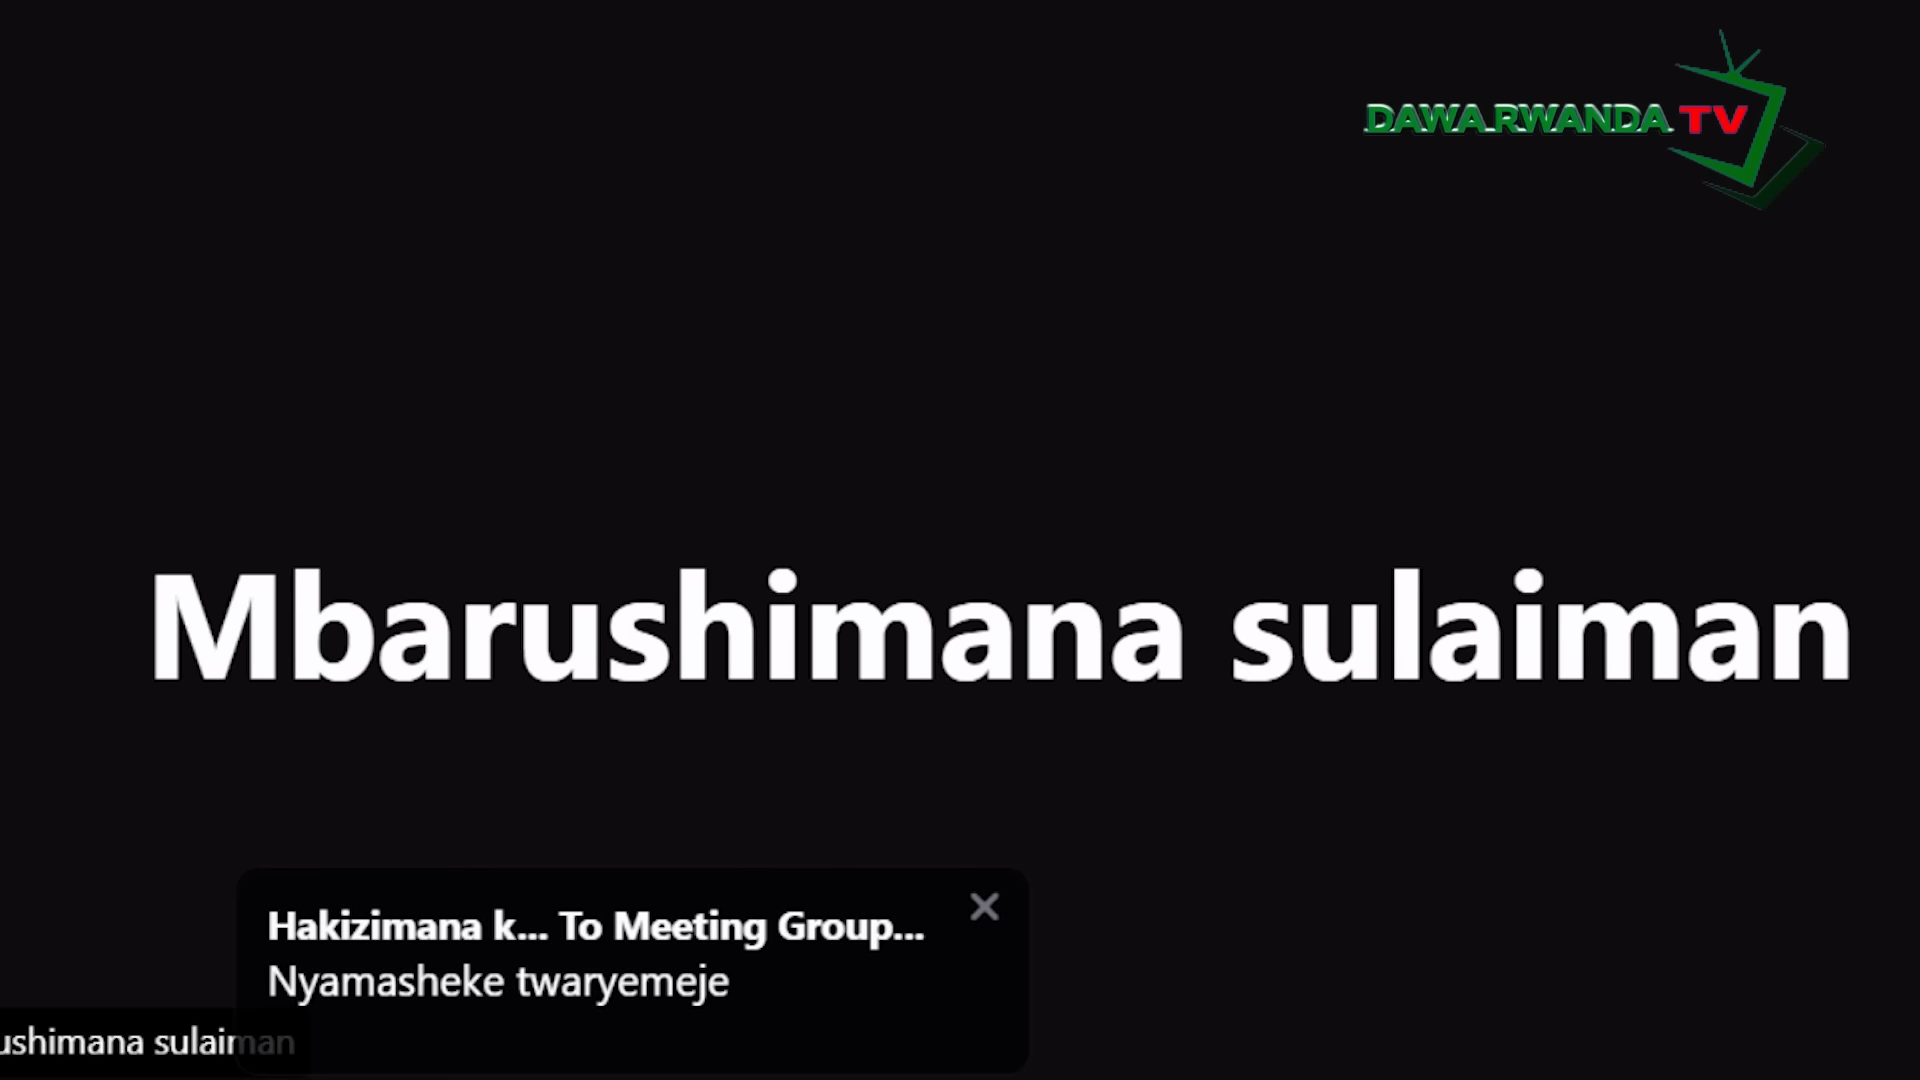 DAWA RWANDA TV
Mbarushimana sulaiman
Hakizimana k... To Meeting Group...
Nyamasheke twaryemeje
ushimana sulaiman